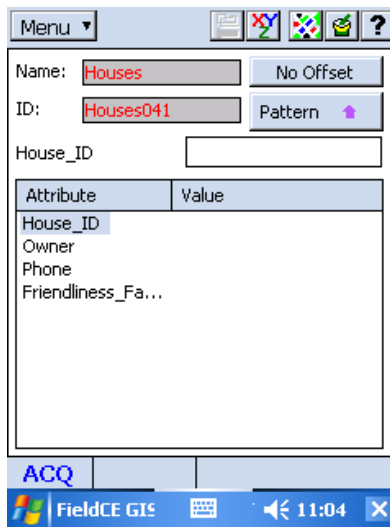 Menu
XYZ
?
Name: Houses No Offset
ID: Houses041 Pattern
House_ID
Attribute Value
House_ID
Owner
Phone
Friendliness_Fa...
ACQ
FieldCE GIS 11:04